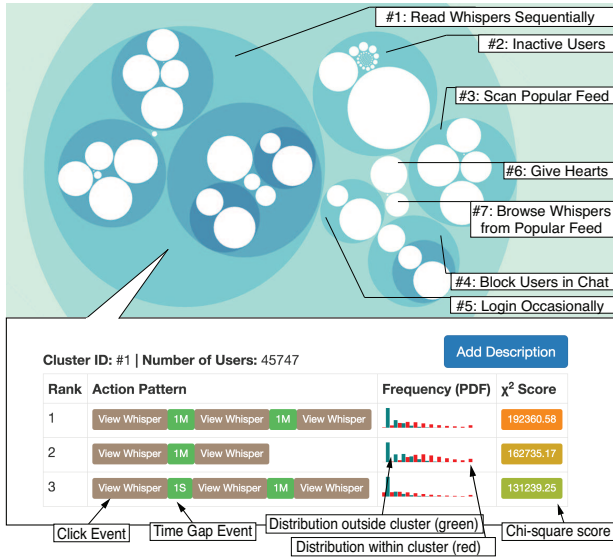 #1: Read Whispers Sequentially
#2: Inactive Users
#3: Scan Popular Feed
#6: Give Hearts
#7: Browse Whispers
from Popular Feed
#4: Block Users in Chat
#5: Login Occasionally
Cluster ID: #1 | Number of Users: 45747
Add Description
Rank Action Pattern Frequency (PDF) χ² Score
1 View Whisper 1M View Whisper 1M View Whisper 192360.58
2 View Whisper 1M View Whisper 162735.17
3 View Whisper 1S View Whisper 1M View Whisper 131239.25
Click Event Time Gap Event Distribution outside cluster (green) Chi-square score
Distribution within cluster (red)